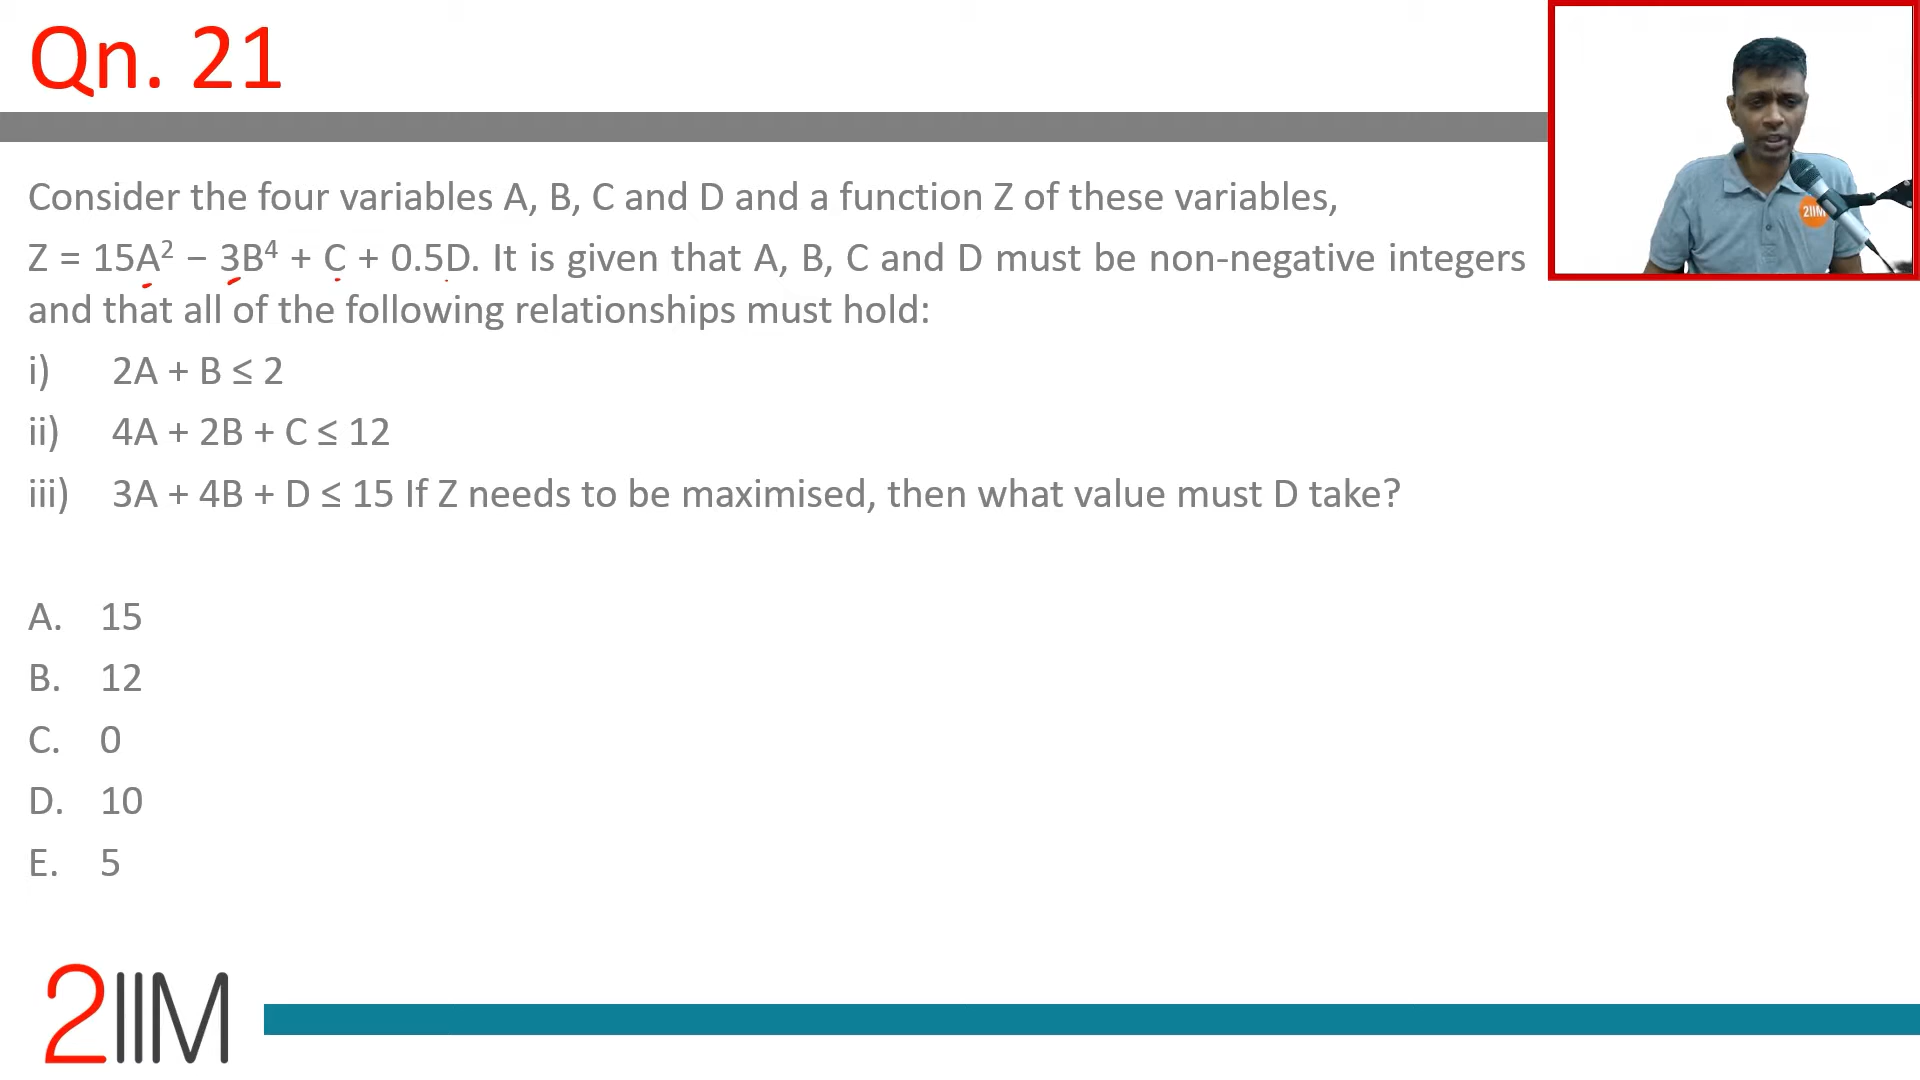 Qn. 21
Consider the four variables A, B, C and D and a function Z of these variables,
Z = 15A² − 3B⁴ + C + 0.5D. It is given that A, B, C and D must be non-negative integers
and that all of the following relationships must hold:
i) 2A + B ≤ 2
ii) 4A + 2B + C ≤ 12
iii) 3A + 4B + D ≤ 15 If Z needs to be maximised, then what value must D take?
A. 15
B. 12
C. 0
D. 10
E. 5
2IIM
2IIM